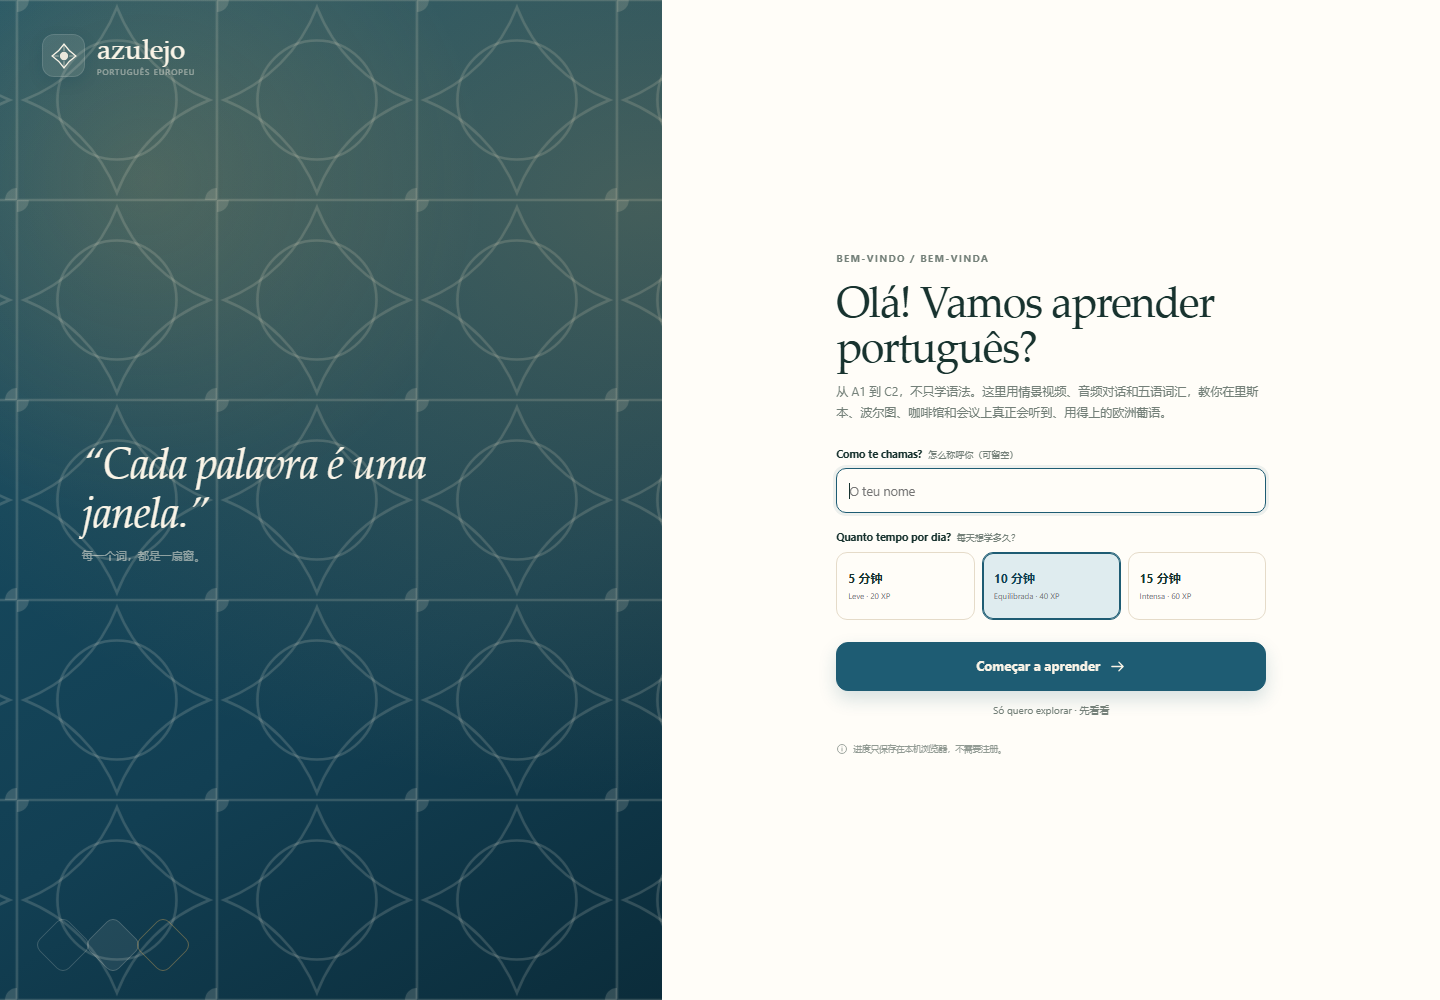 azulejo
PORTUGUÊS EUROPEU
“Cada palavra é uma
janela.”
每一个词，都是一扇窗。
BEM-VINDO / BEM-VINDA
Olá! Vamos aprender
português?
从 A1 到 C2，不只学语法。这里用情景视频、音频对话和五语词汇，教你在里斯
本、波尔图、咖啡馆和会议上真正会听到、用得上的欧洲葡语。
Como te chamas? 怎么称呼你（可留空）
O teu nome
Quanto tempo por dia? 每天想学多久？
5 分钟
Leve · 20 XP
10 分钟
Equilibrada · 40 XP
15 分钟
Intensa · 60 XP
Começar a aprender →
Só quero explorar · 先看看
进度只保存在本机浏览器，不需要注册。